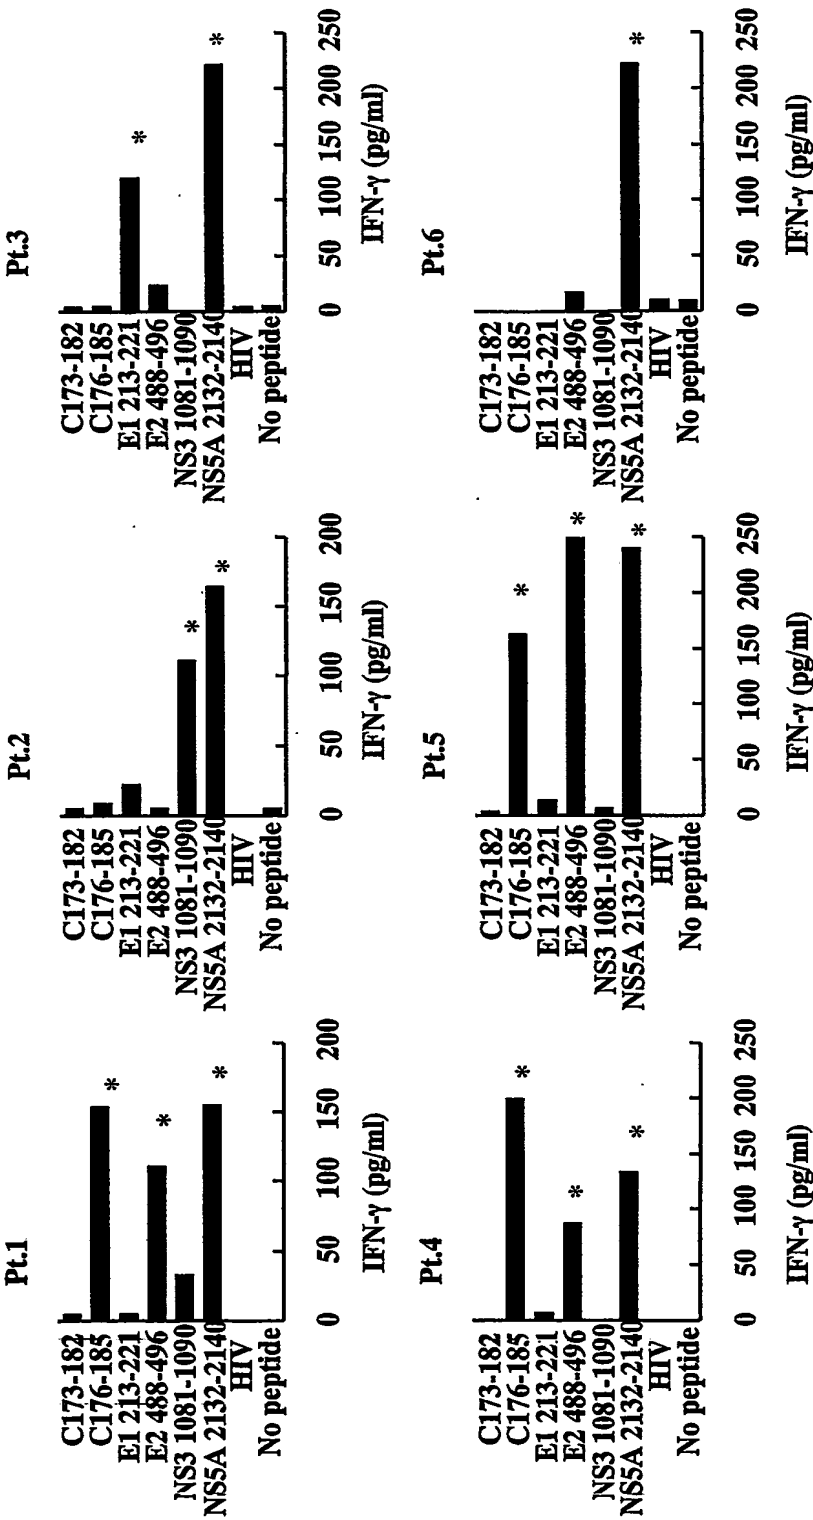 Pt.1
C173-182
C176-185
E1 213-221
E2 488-496
NS3 1081-1090
NS5A 2132-2140
HIV
No peptide
* * *
0 50 100 150 200
IFN-γ (pg/ml)
Pt.2
C173-182
C176-185
E1 213-221
E2 488-496
NS3 1081-1090
NS5A 2132-2140
HIV
No peptide
* *
0 50 100 150 200
IFN-γ (pg/ml)
Pt.3
C173-182
C176-185
E1 213-221
E2 488-496
NS3 1081-1090
NS5A 2132-2140
HIV
No peptide
* *
0 50 100 150 200 250
IFN-γ (pg/ml)
Pt.4
C173-182
C176-185
E1 213-221
E2 488-496
NS3 1081-1090
NS5A 2132-2140
HIV
No peptide
* * *
0 50 100 150 200 250
IFN-γ (pg/ml)
Pt.5
C173-182
C176-185
E1 213-221
E2 488-496
NS3 1081-1090
NS5A 2132-2140
HIV
No peptide
* * *
0 50 100 150 200 250
IFN-γ (pg/ml)
Pt.6
C173-182
C176-185
E1 213-221
E2 488-496
NS3 1081-1090
NS5A 2132-2140
HIV
No peptide
*
0 50 100 150 200 250
IFN-γ (pg/ml)